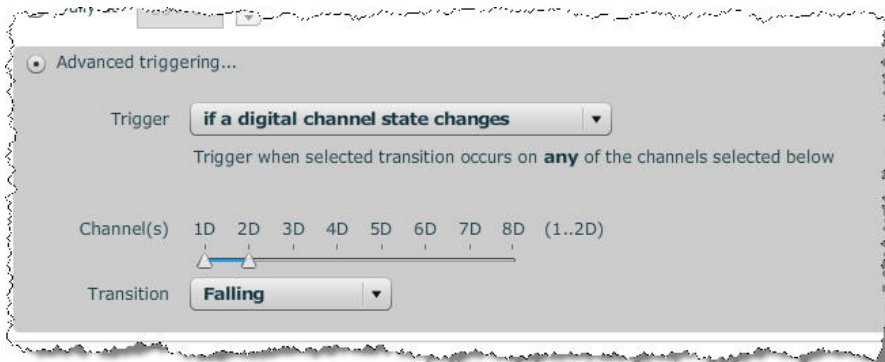 Advanced triggering...
Trigger if a digital channel state changes
Trigger when selected transition occurs on any of the channels selected below
Channel(s) 1D 2D 3D 4D 5D 6D 7D 8D (1..2D)
Transition Falling